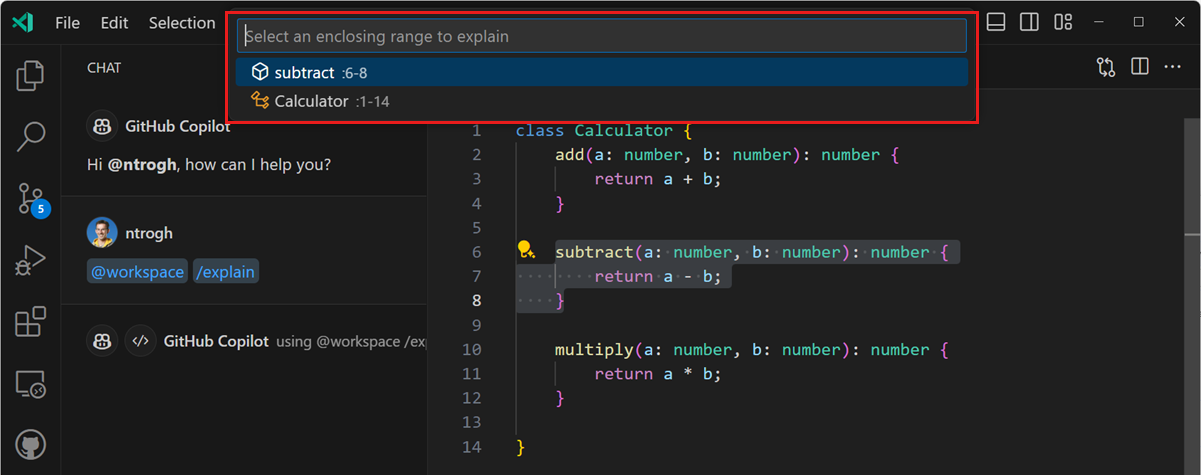 File Edit Selection
Select an enclosing range to explain
subtract :6-8
Calculator :1-14
CHAT
GitHub Copilot
Hi @ntrogh, how can I help you?
5
ntrogh
@workspace /explain
GitHub Copilot using @workspace /exp
1 class Calculator {
2 add(a: number, b: number): number {
3 return a + b;
4 }
5
6 subtract(a: number, b: number): number {
7 return a - b;
8 }
9
10 multiply(a: number, b: number): number {
11 return a * b;
12 }
13
14 }